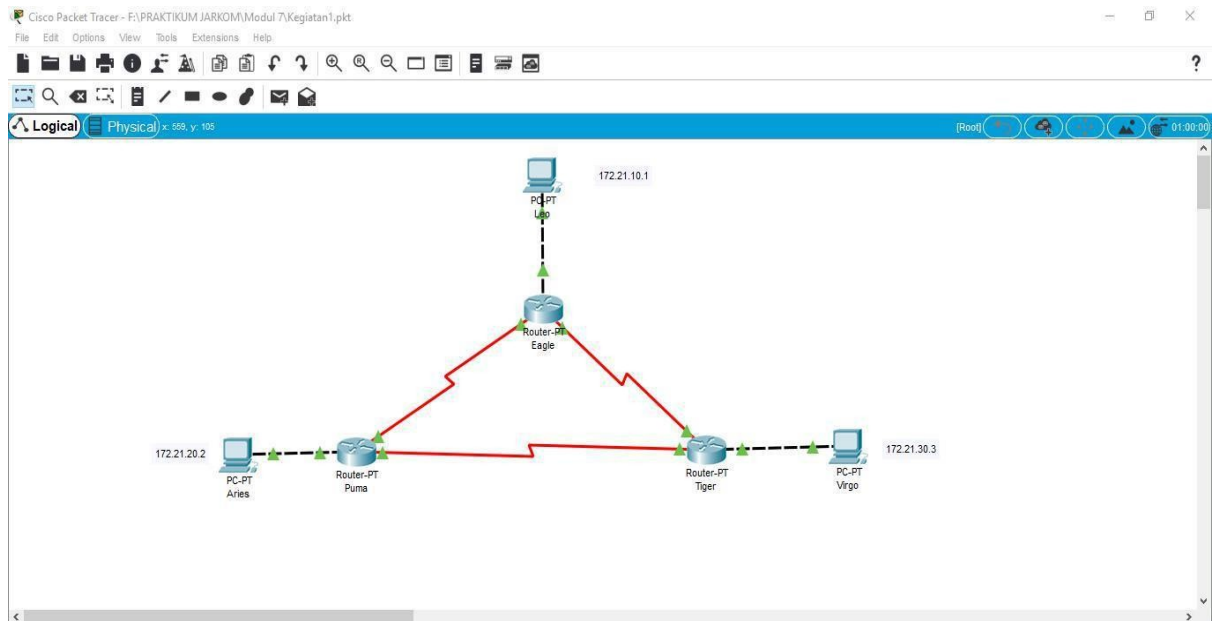 Cisco Packet Tracer - F:\PRAKTIKUM JARKOM\Modul 7\Kegiatan1.pkt
File Edit Options View Tools Extensions Help
?
Logical Physical x: 559, y: 105 [Root] 01:00:00
172.21.10.1
PC-PT
Leo
Router-PT
Eagle
172.21.20.2
PC-PT
Aries
Router-PT
Puma
Router-PT
Tiger
PC-PT
Virgo
172.21.30.3